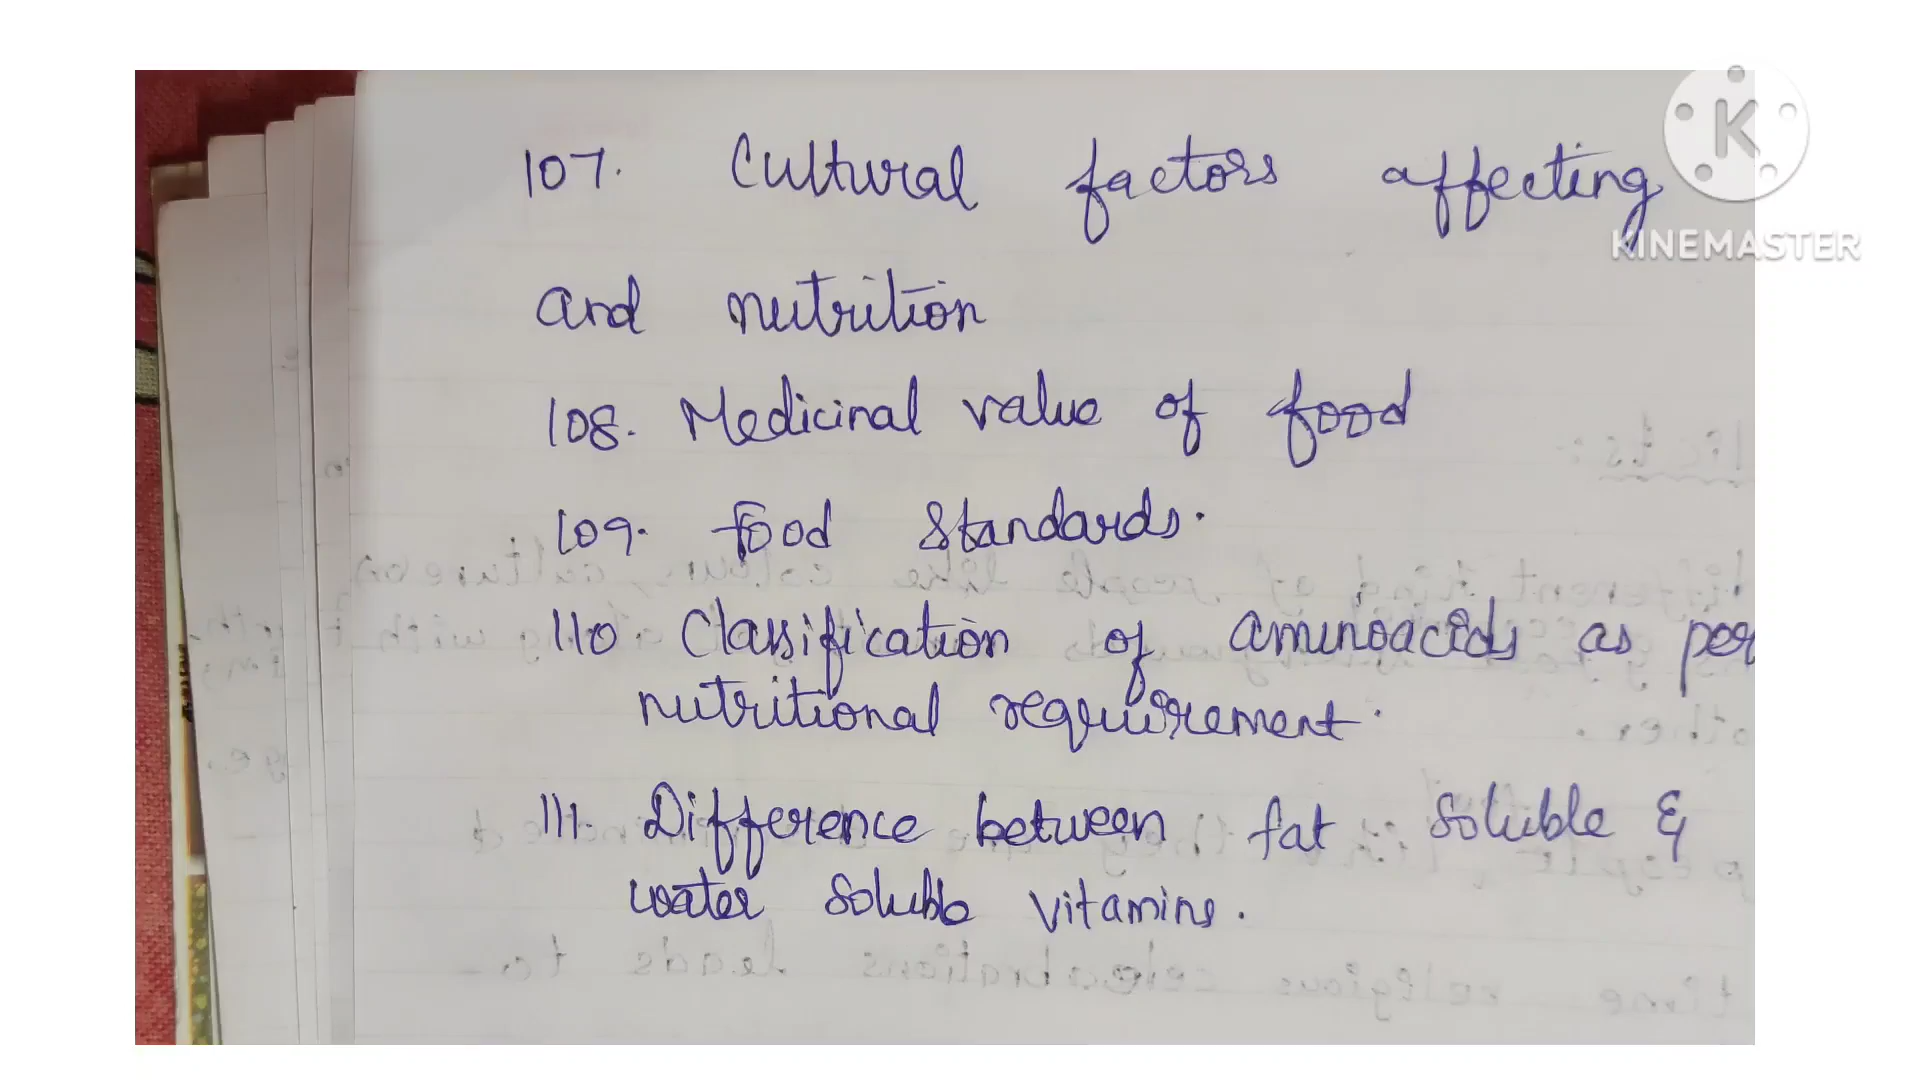 107. Cultural factors affecting
and nutrition
108. Medicinal value of food
109. Food Standards.
110. Classification of aminoacids as per
nutritional requirement.
111. Difference between fat soluble &
water soluble vitamins.
K
KINEMASTER